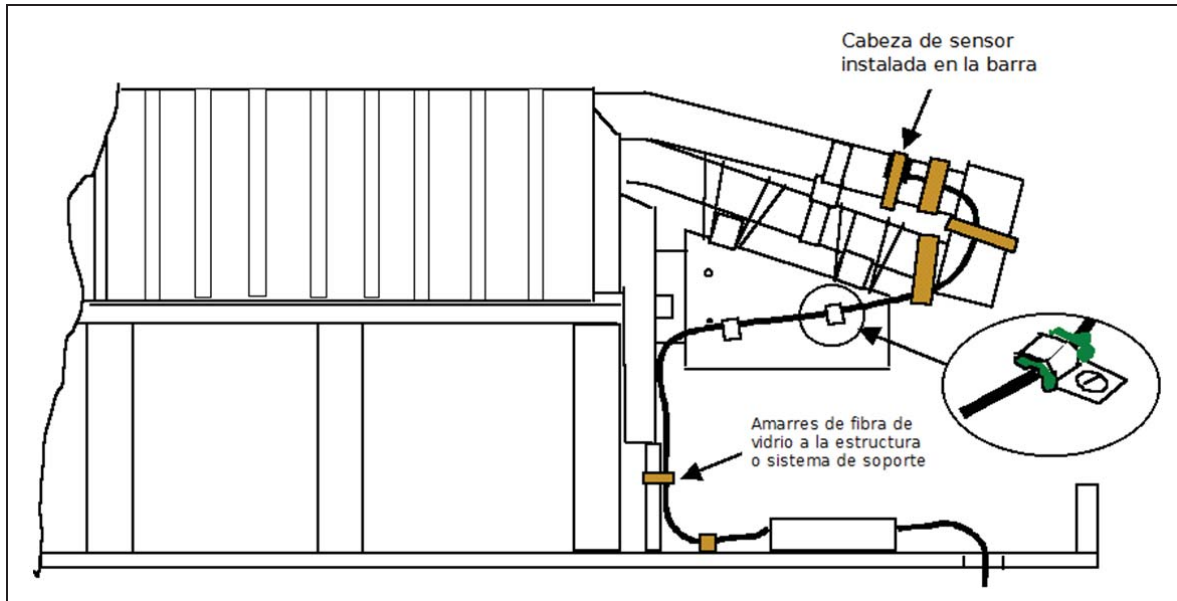 Cabeza de sensor
instalada en la barra
Amarres de fibra de
vidrio a la estructura
o sistema de soporte